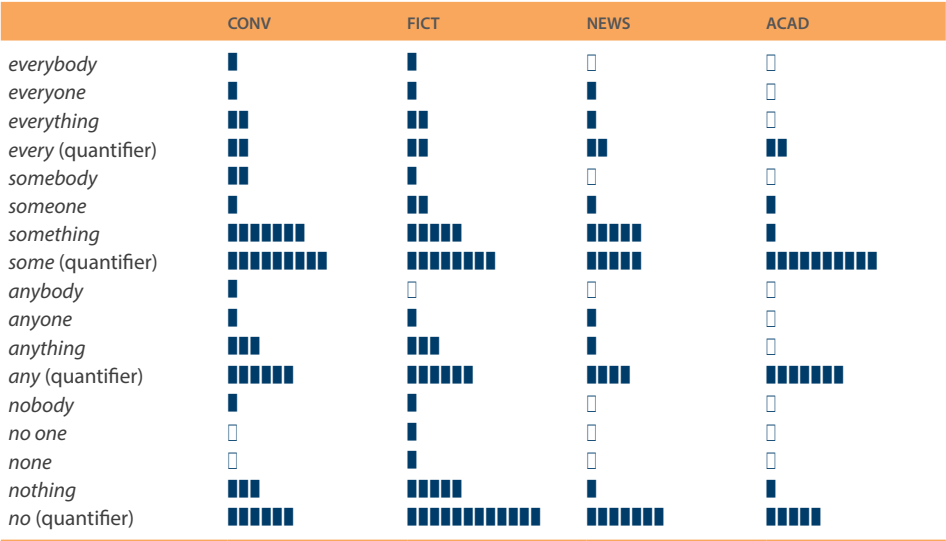 CONV FICT NEWS ACAD
everybody
everyone
everything
every (quantifier)
somebody
someone
something
some (quantifier)
anybody
anyone
anything
any (quantifier)
nobody
no one
none
nothing
no (quantifier)